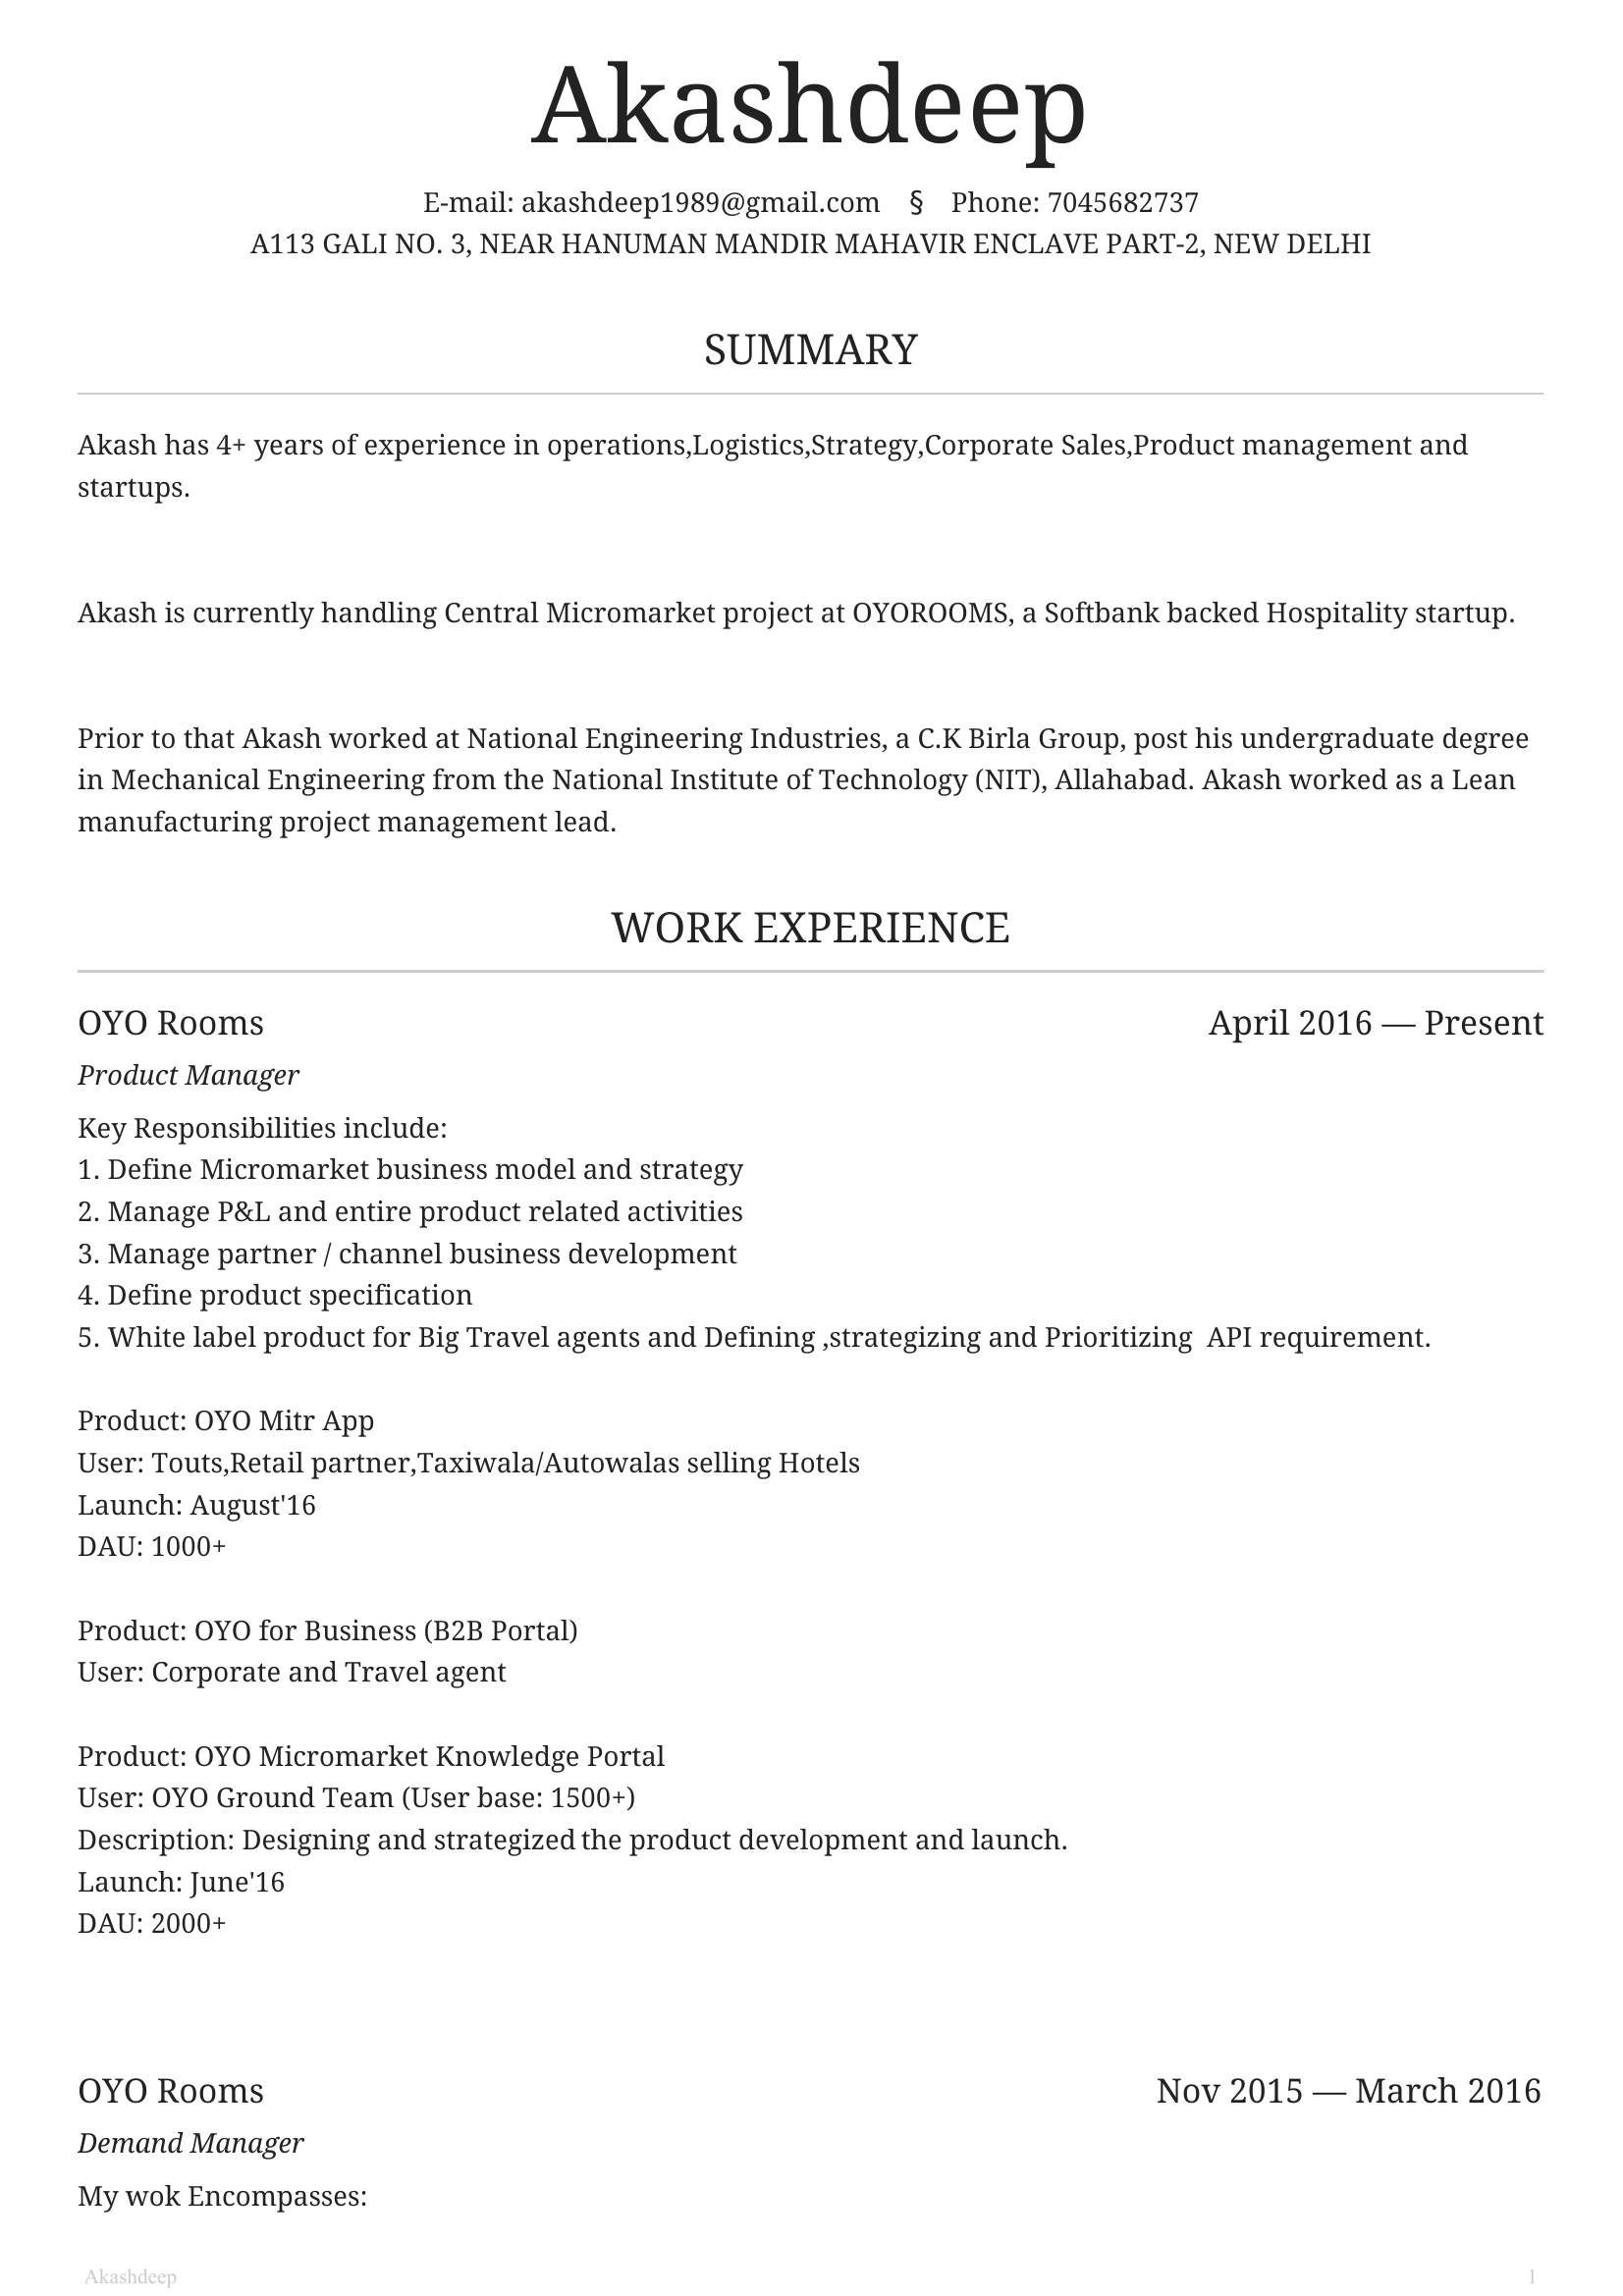 Akashdeep
E-mail: akashdeep1989@gmail.com § Phone: 7045682737
A113 GALI NO. 3, NEAR HANUMAN MANDIR MAHAVIR ENCLAVE PART-2, NEW DELHI
SUMMARY
Akash has 4+ years of experience in operations,Logistics,Strategy,Corporate Sales,Product management and
startups.
Akash is currently handling Central Micromarket project at OYOROOMS, a Softbank backed Hospitality startup.
Prior to that Akash worked at National Engineering Industries, a C.K Birla Group, post his undergraduate degree
in Mechanical Engineering from the National Institute of Technology (NIT), Allahabad. Akash worked as a Lean
manufacturing project management lead.
WORK EXPERIENCE
OYO Rooms April 2016 — Present
Product Manager
Key Responsibilities include:
1. Define Micromarket business model and strategy
2. Manage P&L and entire product related activities
3. Manage partner / channel business development
4. Define product specification
5. White label product for Big Travel agents and Defining ,strategizing and Prioritizing  API requirement.
Product: OYO Mitr App
User: Touts,Retail partner,Taxiwala/Autowalas selling Hotels
Launch: August'16
DAU: 1000+
Product: OYO for Business (B2B Portal)
User: Corporate and Travel agent
Product: OYO Micromarket Knowledge Portal
User: OYO Ground Team (User base: 1500+)
Description: Designing and strategized the product development and launch.
Launch: June'16
DAU: 2000+
OYO Rooms Nov 2015 — March 2016
Demand Manager
My wok Encompasses:
Akashdeep 1